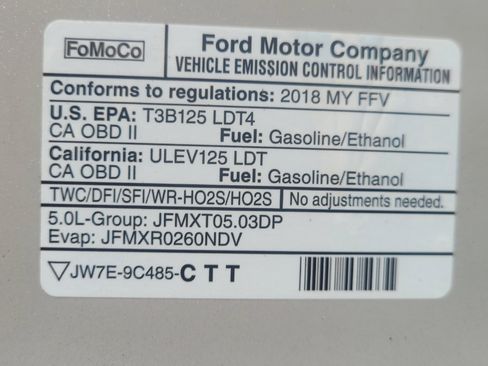 FoMoCo
Ford Motor Company
VEHICLE EMISSION CONTROL INFORMATION
Conforms to regulations: 2018 MY FFV
U.S. EPA: T3B125 LDT4
CA OBD II Fuel: Gasoline/Ethanol
California: ULEV125 LDT
CA OBD II Fuel: Gasoline/Ethanol
TWC/DFI/SFI/WR-HO2S/HO2S No adjustments needed.
5.0L-Group: JFMXT05.03DP
Evap: JFMXR0260NDV
▽JW7E-9C485-CTT